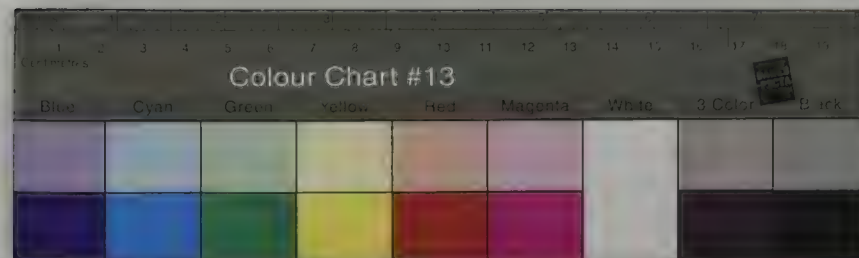 1 2 3 4 5 6 7 8 9 10 11 12 13 14 15 16 17 18 19
Centimetres
Colour Chart #13
Blue Cyan Green Yellow Red Magenta White 3 Color Black